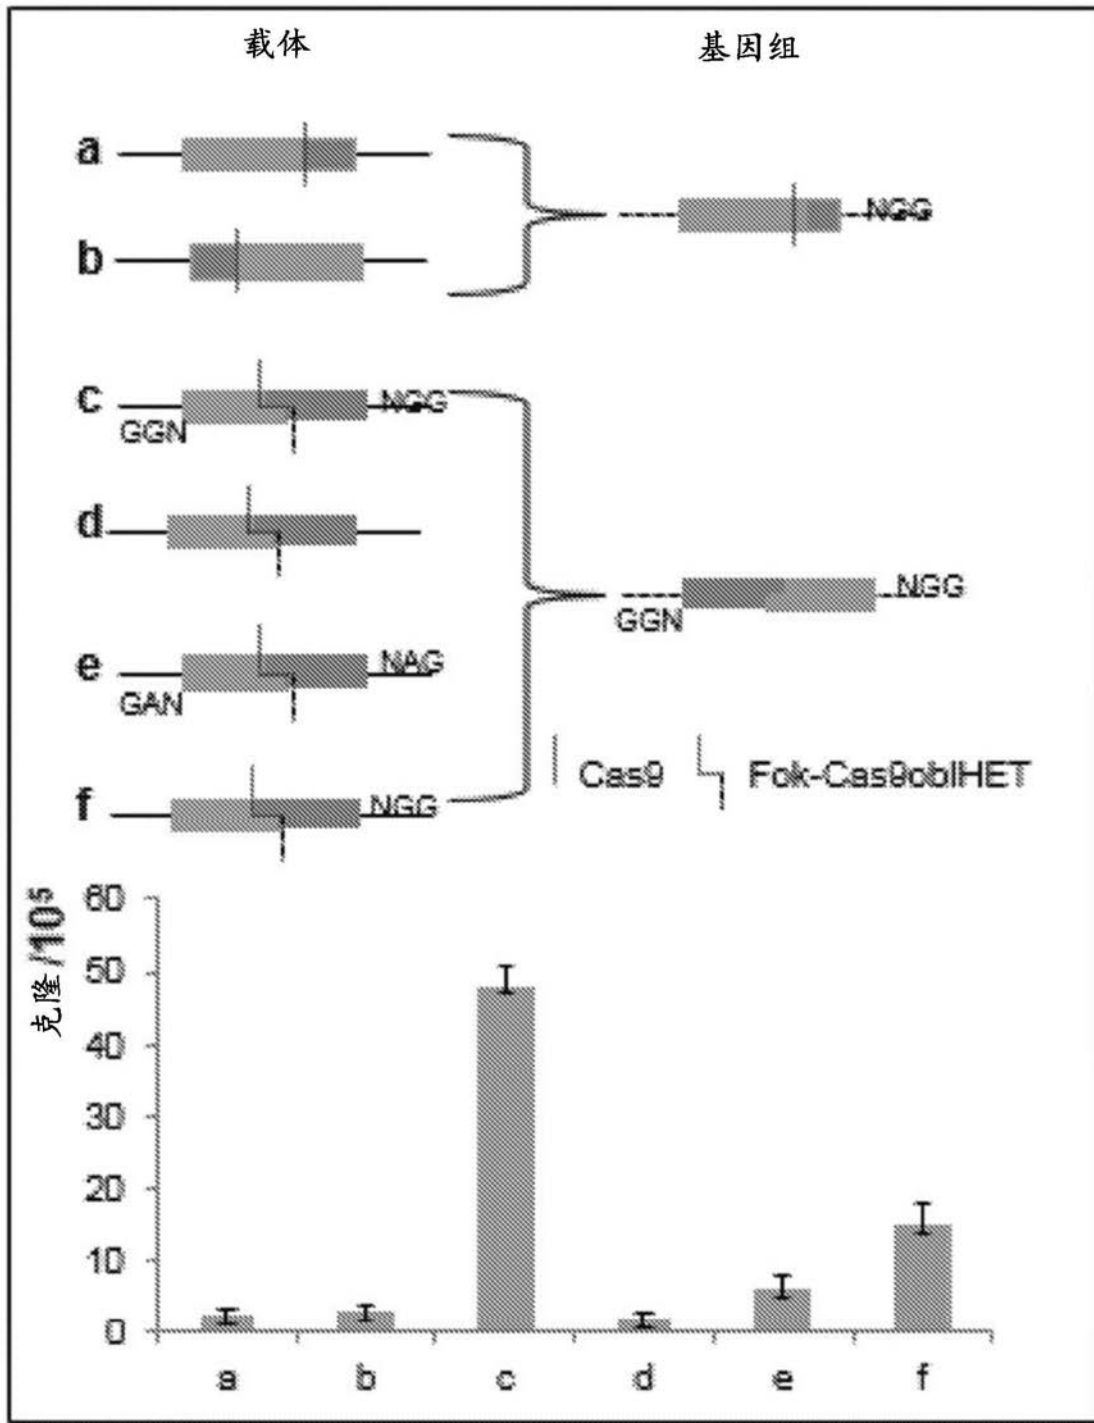 载体
基因组
a
NGG
b
c
NGG
GGN
d
NGG
GGN
e
NAG
GAN
Cas9
Fok-Cas9oblHET
f
NGG
克隆/10⁵
60
50
40
30
20
10
0
a
b
c
d
e
f